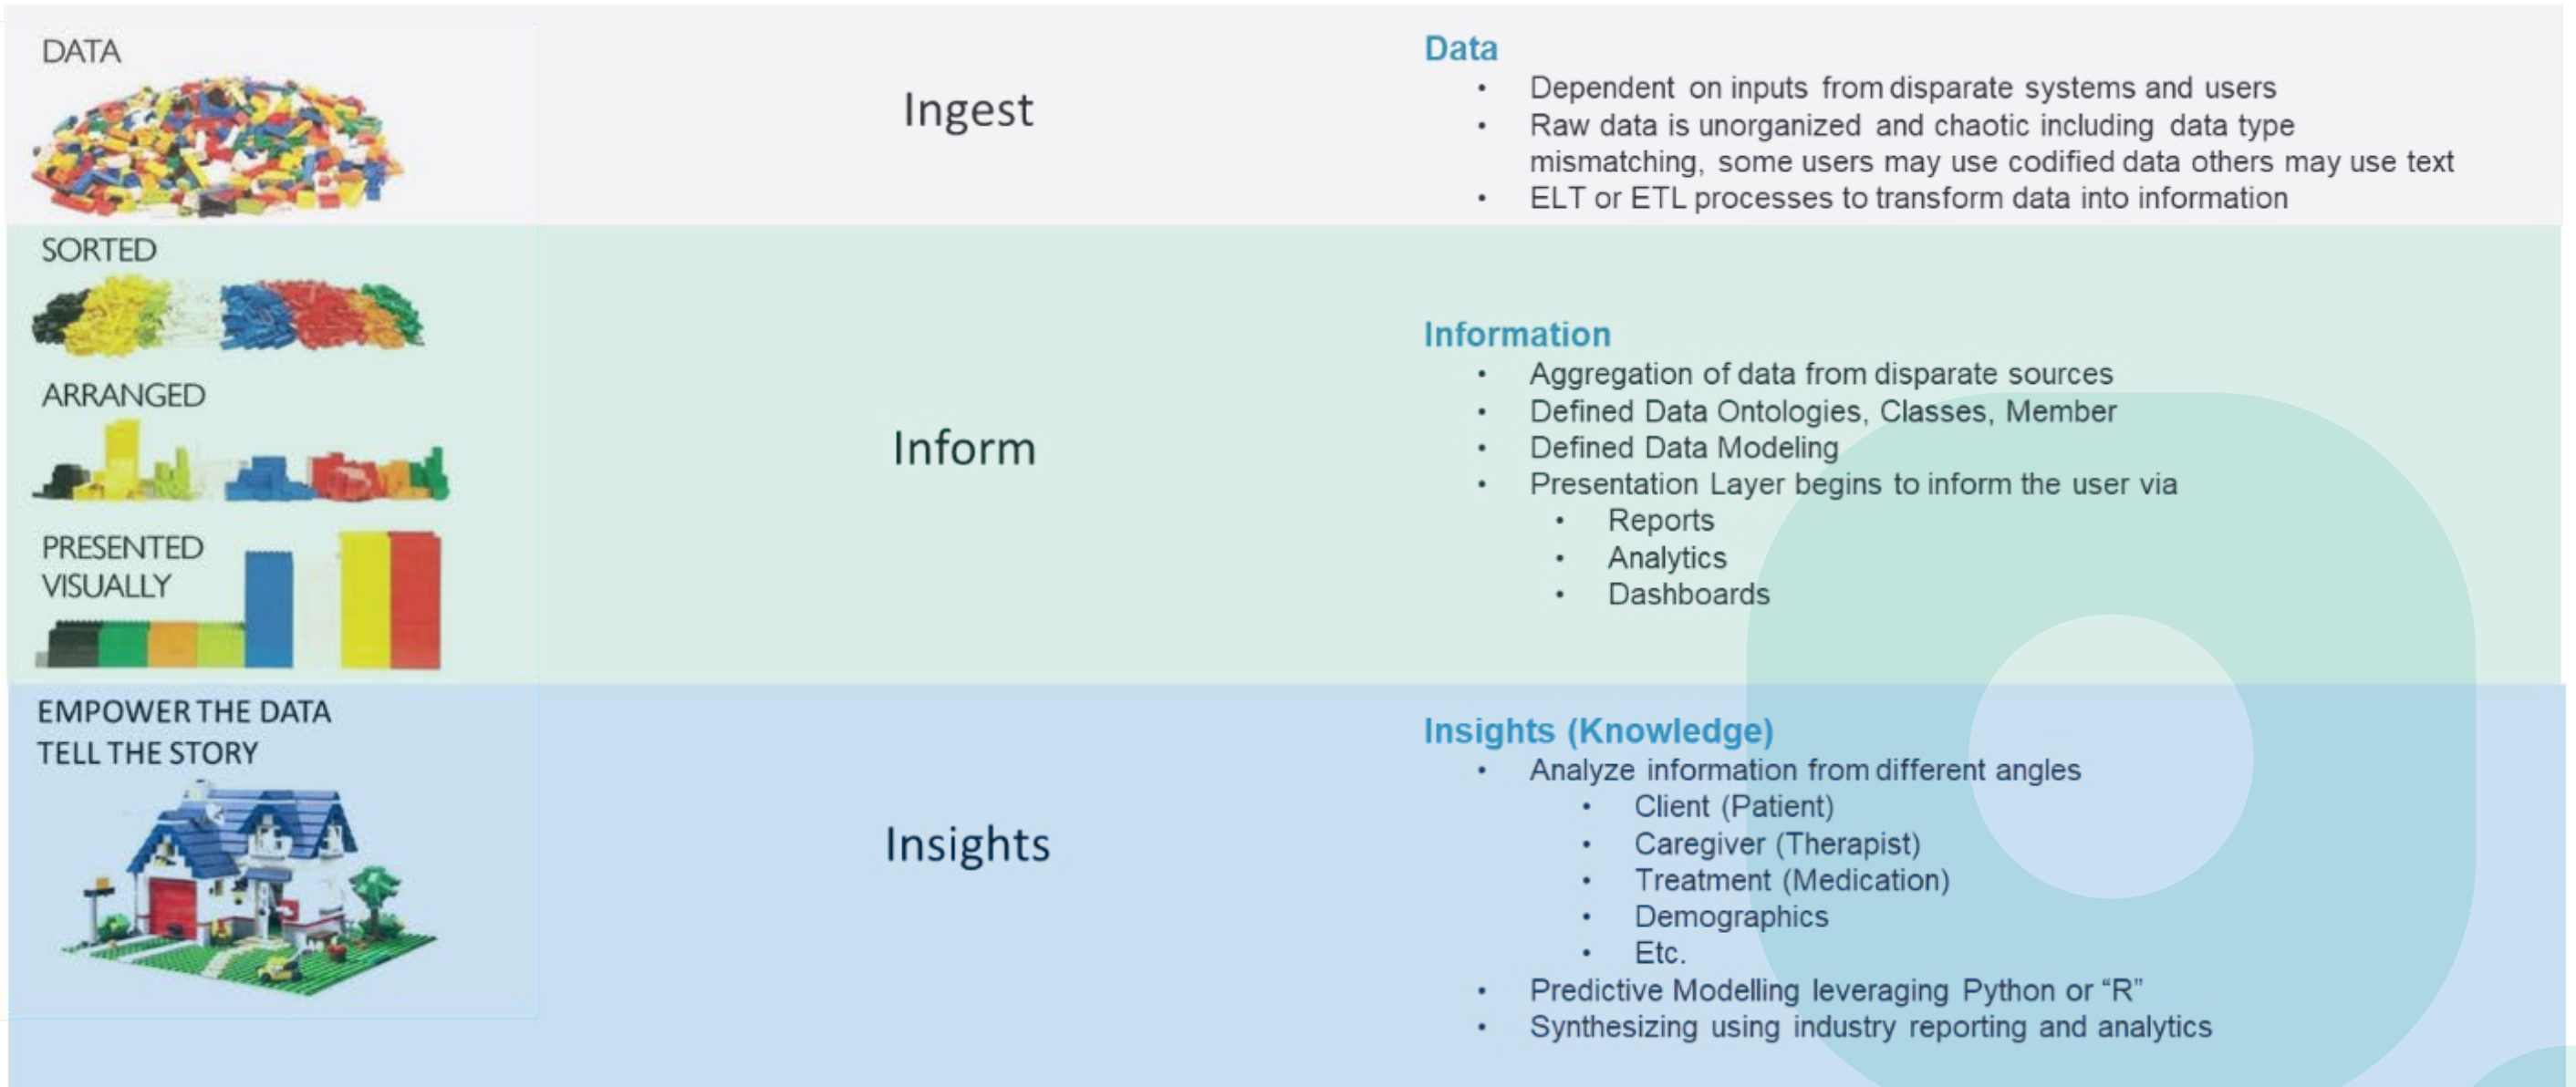 DATA
Ingest
Data
• Dependent on inputs from disparate systems and users
• Raw data is unorganized and chaotic including data type
mismatching, some users may use codified data others may use text
• ELT or ETL processes to transform data into information
SORTED
ARRANGED
PRESENTED
VISUALLY
Inform
Information
• Aggregation of data from disparate sources
• Defined Data Ontologies, Classes, Member
• Defined Data Modeling
• Presentation Layer begins to inform the user via
• Reports
• Analytics
• Dashboards
EMPOWER THE DATA
TELL THE STORY
Insights
Insights (Knowledge)
• Analyze information from different angles
• Client (Patient)
• Caregiver (Therapist)
• Treatment (Medication)
• Demographics
• Etc.
• Predictive Modelling leveraging Python or “R”
• Synthesizing using industry reporting and analytics